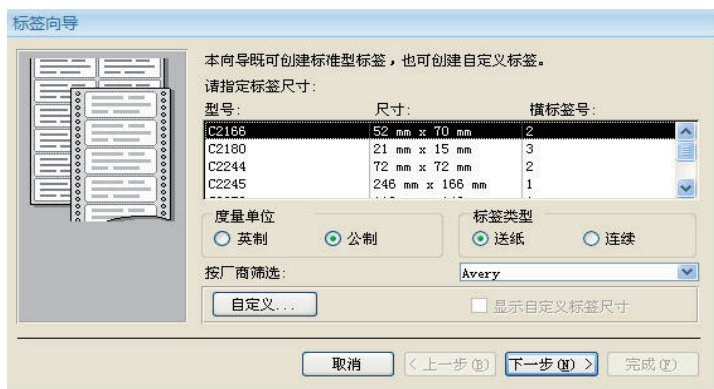 标签向导
本向导既可创建标准型标签，也可创建自定义标签。
请指定标签尺寸:
型号: 尺寸: 横标签号:
C2166 52 mm x 70 mm 2
C2180 21 mm x 15 mm 3
C2244 72 mm x 72 mm 2
C2245 246 mm x 166 mm 1
度量单位 标签类型
英制 公制 送纸 连续
按厂商筛选: Avery
自定义... 显示自定义标签尺寸
取消 < 上一步(B) 下一步(N) > 完成(F)